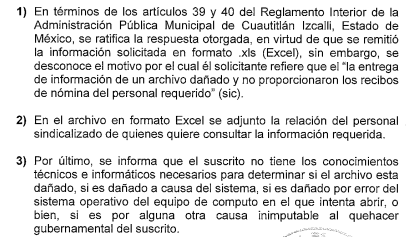 1) En términos de los artículos 39 y 40 del Reglamento Interior de la
Administración Pública Municipal de Cuautitlán Izcalli, Estado de
México, se ratifica la respuesta otorgada, en virtud de que se remitió
la información solicitada en formato .xls (Excel), sin embargo, se
desconoce el motivo por el cual él solicitante refiere que el "la entrega
de información de un archivo dañado y no proporcionaron los recibos
de nómina del personal requerido" (sic).
2) En el archivo en formato Excel se adjunto la relación del personal
sindicalizado de quienes quiere consultar la información requerida.
3) Por último, se informa que el suscrito no tiene los conocimientos
técnicos e informáticos necesarios para determinar si el archivo esta
dañado, si es dañado a causa del sistema, si es dañado por error del
sistema operativo del equipo de computo en el que intenta abrir, o
bien, si es por alguna otra causa inimputable al quehacer
gubernamental del suscrito.